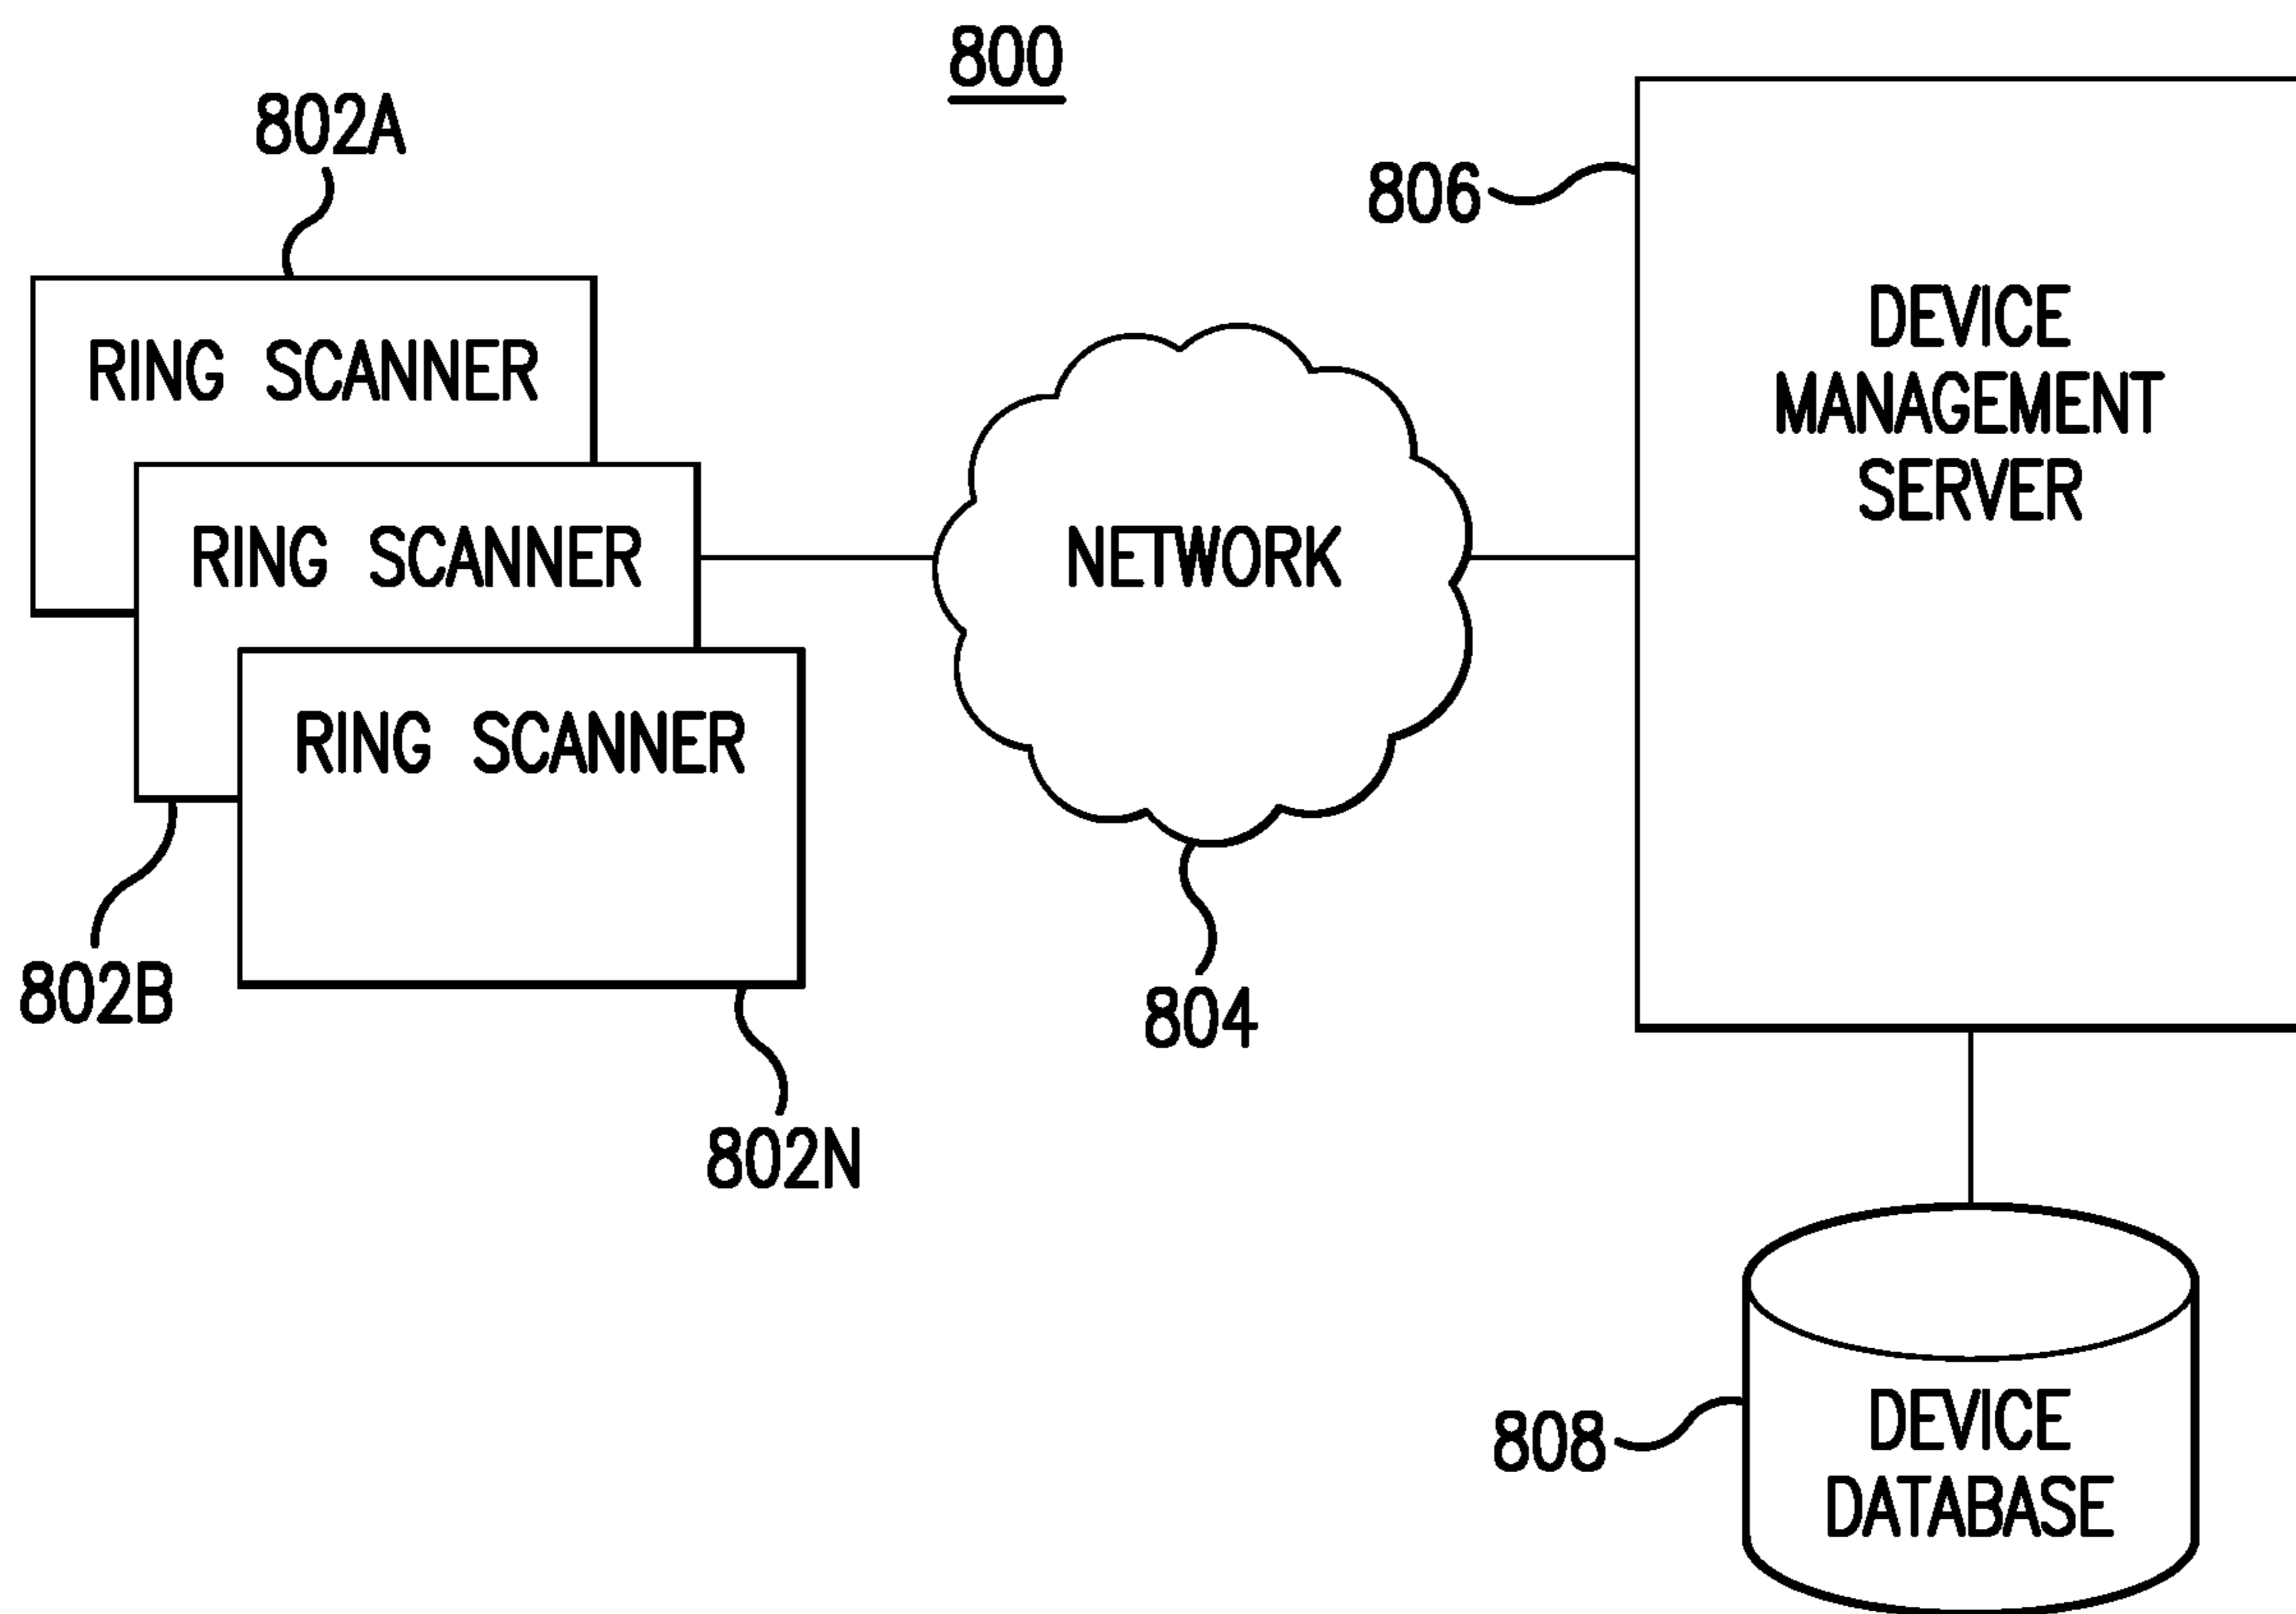 800
802A
806
RING SCANNER
DEVICE
MANAGEMENT
SERVER
RING SCANNER
NETWORK
RING SCANNER
802B
804
802N
808
DEVICE
DATABASE